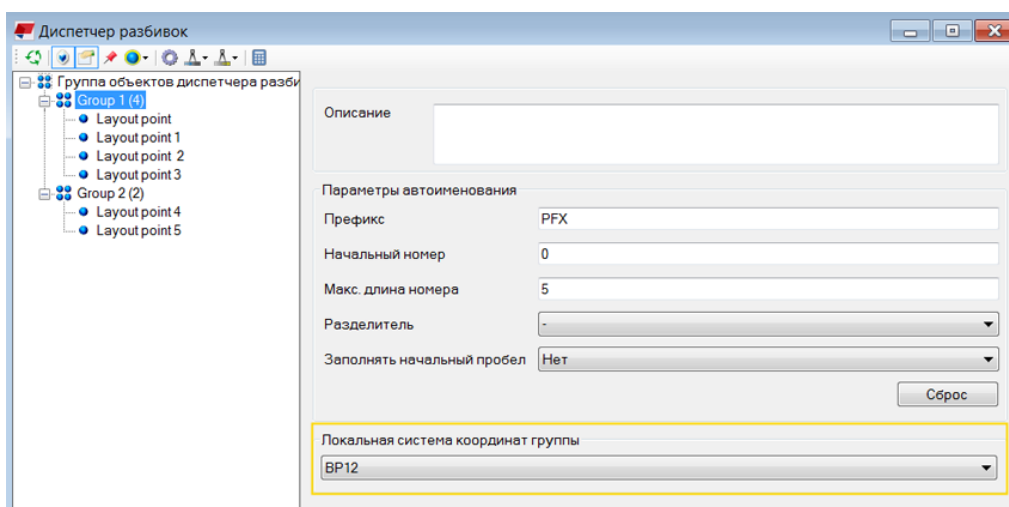 Диспетчер разбивок
Группа объектов диспетчера разби
Group 1 (4)
Layout point
Layout point 1
Layout point 2
Layout point 3
Group 2 (2)
Layout point 4
Layout point 5
Описание
Параметры автоименования
Префикс PFX
Начальный номер 0
Макс. длина номера 5
Разделитель -
Заполнять начальный пробел Нет
Сброс
Локальная система координат группы
BP12